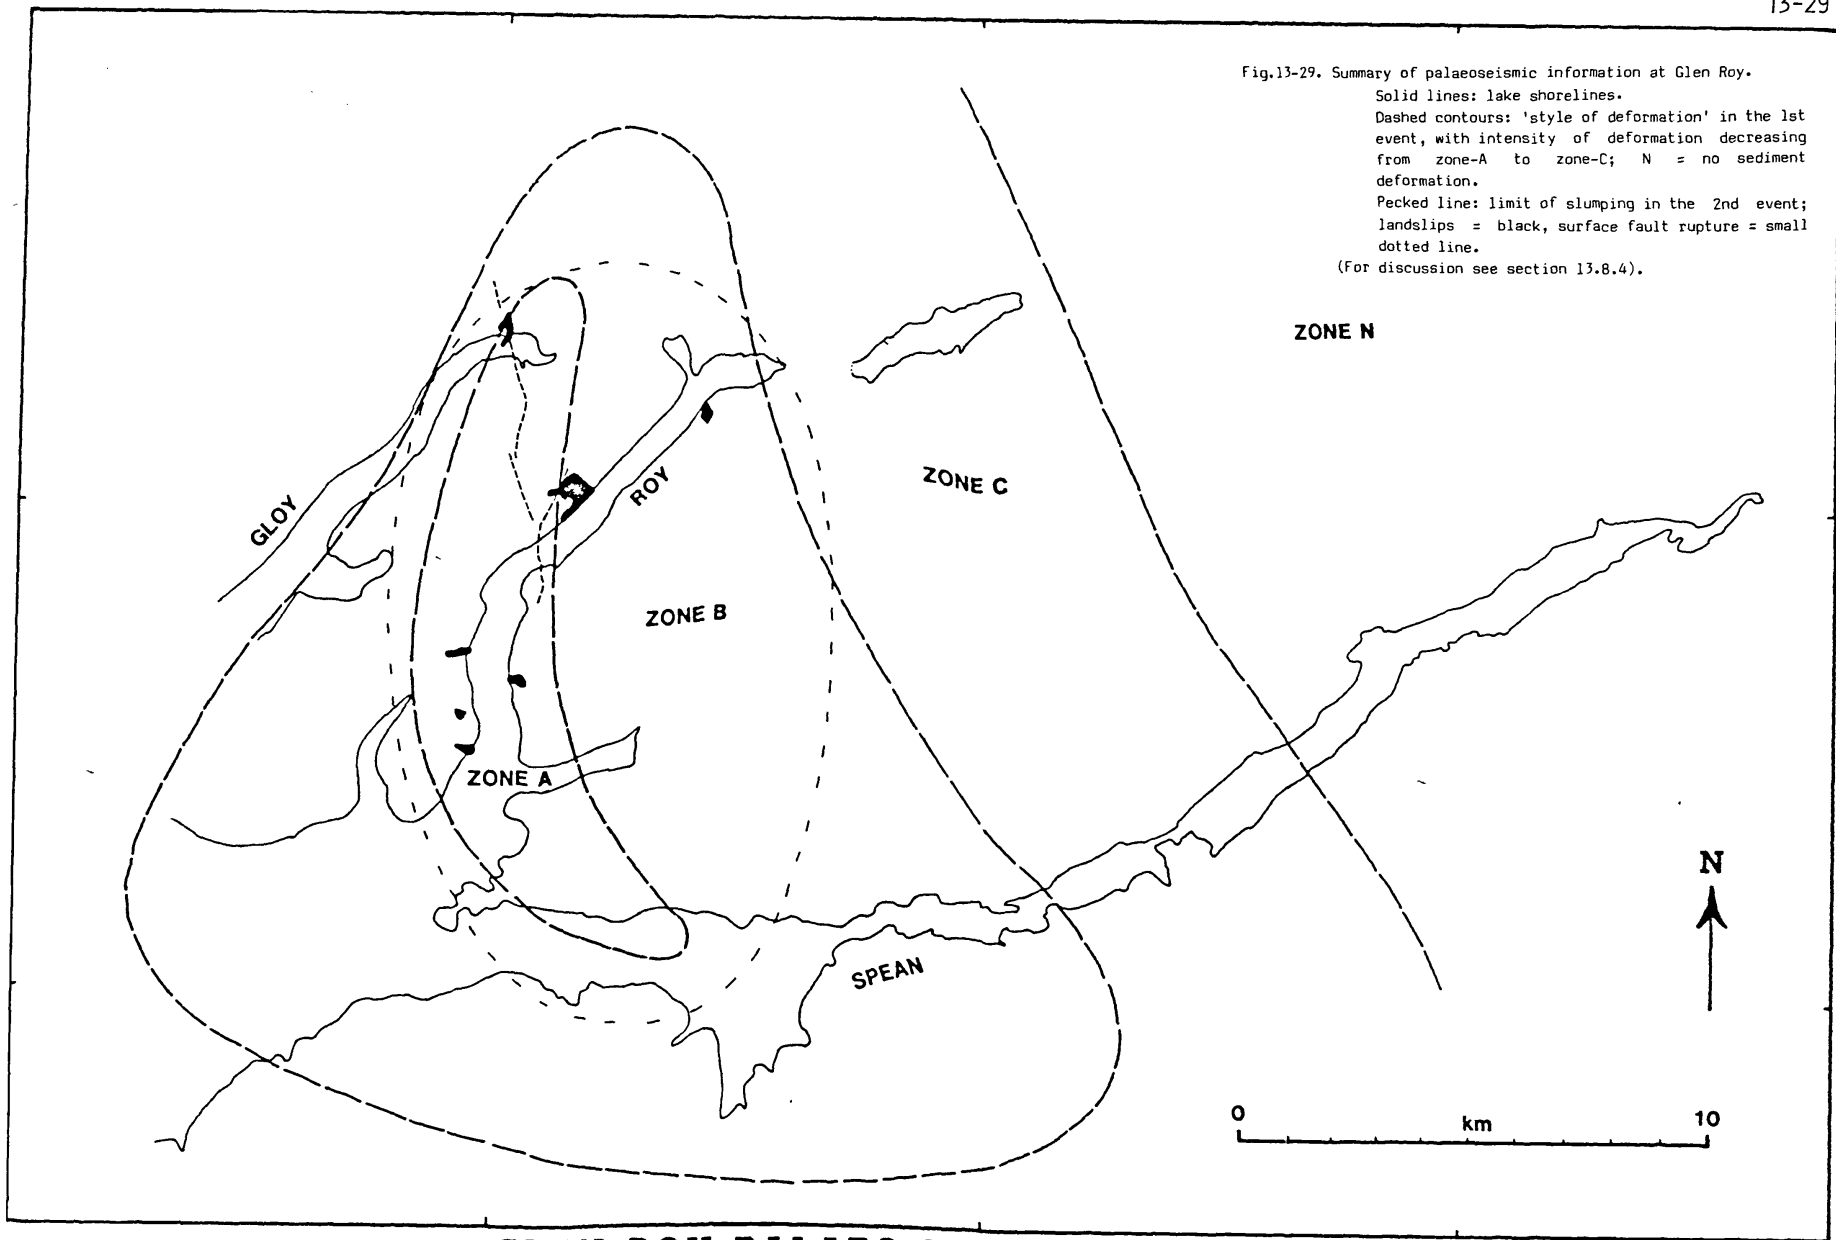 13-29
Fig.13-29. Summary of palaeoseismic information at Glen Roy.
Solid lines: lake shorelines.
Dashed contours: 'style of deformation' in the 1st
event, with intensity of deformation decreasing
from zone-A to zone-C; N = no sediment
deformation.
Pecked line: limit of slumping in the 2nd event;
landslips = black, surface fault rupture = small
dotted line.
(For discussion see section 13.8.4).
ZONE N
ZONE C
ROY
GLOY
ZONE B
ZONE A
N
SPEAN
0 km 10